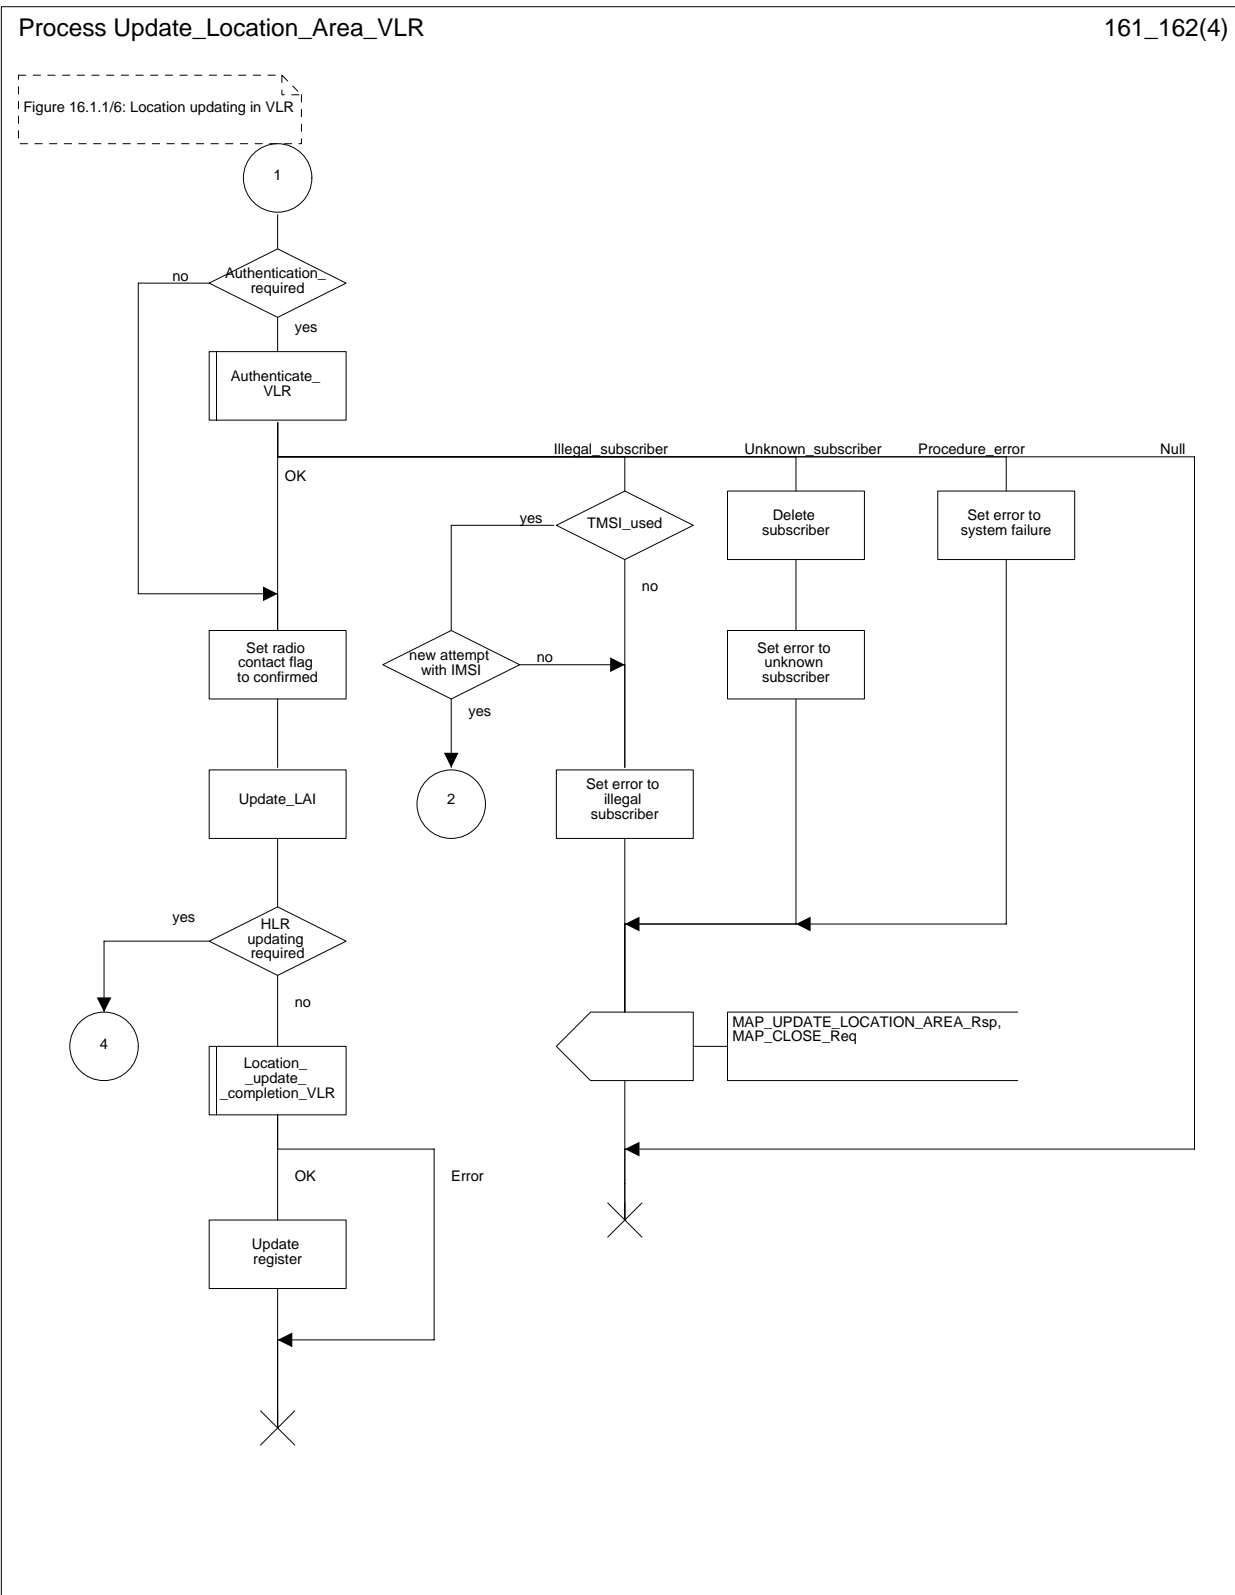 Process Update_Location_Area_VLR
161_162(4)
Figure 16.1.1/6: Location updating in VLR
1
Authentication_
required
no
yes
Authenticate_
VLR
Illegal_subscriber
Unknown_subscriber
Procedure_error
Null
OK
TMSI_used
yes
no
Delete
subscriber
Set error to
system failure
Set radio
contact flag
to confirmed
new attempt
with IMSI
no
yes
Set error to
unknown
subscriber
Update_LAI
2
Set error to
illegal
subscriber
yes
HLR
updating
required
no
4
MAP_UPDATE_LOCATION_AREA_Rsp,
MAP_CLOSE_Req
Location_
_update_
_completion_VLR
OK
Error
Update
register